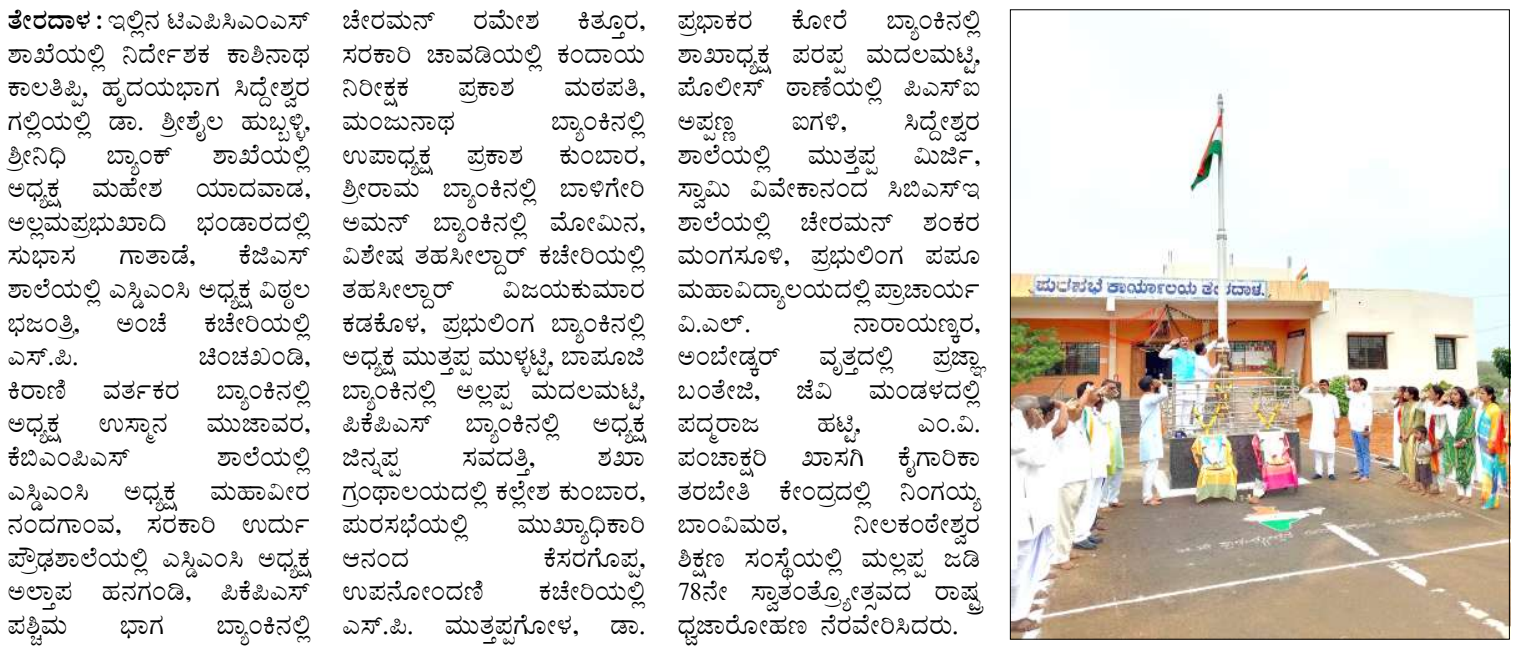 ತೇರದಾಳ : ಇಲ್ಲಿನ ಟಿಎಪಿಸಿಎಂಎಸ್
ಶಾಖೆಯಲ್ಲಿ ನಿರ್ದೇಶಕ ಕಾಶಿನಾಥ
ಕಾಲತಿಪ್ಪಿ, ಹೃದಯಭಾಗ ಸಿದ್ದೇಶ್ವರ
ಗಲ್ಲಿಯಲ್ಲಿ ಡಾ. ಶ್ರೀಶೈಲ ಹುಬ್ಬಳ್ಳಿ,
ಶ್ರೀನಿಧಿ ಬ್ಯಾಂಕ್ ಶಾಖೆಯಲ್ಲಿ
ಅಧ್ಯಕ್ಷ ಮಹೇಶ ಯಾದವಾಡ,
ಅಲ್ಲಮಪ್ರಭುಖಾದಿ ಭಂಡಾರದಲ್ಲಿ
ಸುಭಾಸ ಗಾತಾಡೆ, ಕೆಜಿಎಸ್
ಶಾಲೆಯಲ್ಲಿ ಎಸ್ಡಿಎಂಸಿ ಅಧ್ಯಕ್ಷ ವಿಠ್ಠಲ
ಭಜಂತ್ರಿ, ಅಂಚೆ ಕಚೇರಿಯಲ್ಲಿ
ಎಸ್.ಪಿ. ಚಿಂಚಖಂಡಿ,
ಕಿರಾಣಿ ವರ್ತಕರ ಬ್ಯಾಂಕಿನಲ್ಲಿ
ಅಧ್ಯಕ್ಷ ಉಸ್ಮಾನ ಮುಜಾವರ,
ಕೆಬಿಎಂಪಿಎಸ್ ಶಾಲೆಯಲ್ಲಿ
ಎಸ್ಡಿಎಂಸಿ ಅಧ್ಯಕ್ಷ ಮಹಾವೀರ
ನಂದಗಾಂವ, ಸರಕಾರಿ ಉರ್ದು
ಪ್ರೌಢಶಾಲೆಯಲ್ಲಿ ಎಸ್ಡಿಎಂಸಿ ಅಧ್ಯಕ್ಷ
ಅಲ್ತಾಪ ಹನಗಂಡಿ, ಪಿಕೆಪಿಎಸ್
ಪಶ್ಚಿಮ ಭಾಗ ಬ್ಯಾಂಕಿನಲ್ಲಿ
ಚೇರಮನ್ ರಮೇಶ ಕಿತ್ತೂರ,
ಸರಕಾರಿ ಚಾವಡಿಯಲ್ಲಿ ಕಂದಾಯ
ನಿರೀಕ್ಷಕ ಪ್ರಕಾಶ ಮಠಪತಿ,
ಮಂಜುನಾಥ ಬ್ಯಾಂಕಿನಲ್ಲಿ
ಉಪಾಧ್ಯಕ್ಷ ಪ್ರಕಾಶ ಕುಂಬಾರ,
ಶ್ರೀರಾಮ ಬ್ಯಾಂಕಿನಲ್ಲಿ ಬಾಳಿಗೇರಿ
ಅಮನ್ ಬ್ಯಾಂಕಿನಲ್ಲಿ ಮೋಮಿನ,
ವಿಶೇಷ ತಹಸೀಲ್ದಾರ್ ಕಚೇರಿಯಲ್ಲಿ
ತಹಸೀಲ್ದಾರ್ ವಿಜಯಕುಮಾರ
ಕಡಕೊಳ, ಪ್ರಭುಲಿಂಗ ಬ್ಯಾಂಕಿನಲ್ಲಿ
ಅಧ್ಯಕ್ಷ ಮುತ್ತಪ್ಪ ಮುಳ್ಳಟ್ಟಿ, ಬಾಪೂಜಿ
ಬ್ಯಾಂಕಿನಲ್ಲಿ ಅಲ್ಲಪ್ಪ ಮದಲಮಟ್ಟಿ,
ಪಿಕೆಪಿಎಸ್ ಬ್ಯಾಂಕಿನಲ್ಲಿ ಅಧ್ಯಕ್ಷ
ಜಿನ್ನಪ್ಪ ಸವದತ್ತಿ, ಶಖಾ
ಗ್ರಂಥಾಲಯದಲ್ಲಿ ಕಲ್ಲೇಶ ಕುಂಬಾರ,
ಪುರಸಭೆಯಲ್ಲಿ ಮುಖ್ಯಾಧಿಕಾರಿ
ಆನಂದ ಕೆಸರಗೊಪ್ಪ,
ಉಪನೋಂದಣಿ ಕಚೇರಿಯಲ್ಲಿ
ಎಸ್.ಪಿ. ಮುತ್ತಪ್ಪಗೋಳ, ಡಾ.
ಪ್ರಭಾಕರ ಕೋರೆ ಬ್ಯಾಂಕಿನಲ್ಲಿ
ಶಾಖಾಧ್ಯಕ್ಷ ಪರಪ್ಪ ಮದಲಮಟ್ಟಿ,
ಪೊಲೀಸ್ ಠಾಣೆಯಲ್ಲಿ ಪಿಎಸ್ಐ
ಅಪ್ಪಣ್ಣ ಐಗಳಿ, ಸಿದ್ದೇಶ್ವರ
ಶಾಲೆಯಲ್ಲಿ ಮುತ್ತಪ್ಪ ಮಿರ್ಜಿ,
ಸ್ವಾಮಿ ವಿವೇಕಾನಂದ ಸಿಬಿಎಸ್ಇ
ಶಾಲೆಯಲ್ಲಿ ಚೇರಮನ್ ಶಂಕರ
ಮಂಗಸೂಳಿ, ಪ್ರಭುಲಿಂಗ ಪಪೂ
ಮಹಾವಿದ್ಯಾಲಯದಲ್ಲಿ ಪ್ರಾಚಾರ್ಯ
ವಿ.ಎಲ್. ನಾರಾಯಣ್ಕರ,
ಅಂಬೇಡ್ಕರ್ ವೃತ್ತದಲ್ಲಿ ಪ್ರಜ್ಞಾ
ಬಂತೇಜಿ, ಜೆವಿ ಮಂಡಳದಲ್ಲಿ
ಪದ್ಮರಾಜ ಹಟ್ಟಿ, ಎಂ.ವಿ.
ಪಂಚಾಕ್ಷರಿ ಖಾಸಗಿ ಕೈಗಾರಿಕಾ
ತರಬೇತಿ ಕೇಂದ್ರದಲ್ಲಿ ನಿಂಗಯ್ಯ
ಬಾಂವಿಮಠ, ನೀಲಕಂಠೇಶ್ವರ
ಶಿಕ್ಷಣ ಸಂಸ್ಥೆಯಲ್ಲಿ ಮಲ್ಲಪ್ಪ ಜಡಿ
78ನೇ ಸ್ವಾತಂತ್ರ್ಯೋತ್ಸವದ ರಾಷ್ಟ್ರ
ಧ್ವಜಾರೋಹಣ ನೆರವೇರಿಸಿದರು.
ಪುರಸಭೆ ಕಾರ್ಯಾಲಯ ತೇರದಾಳ.